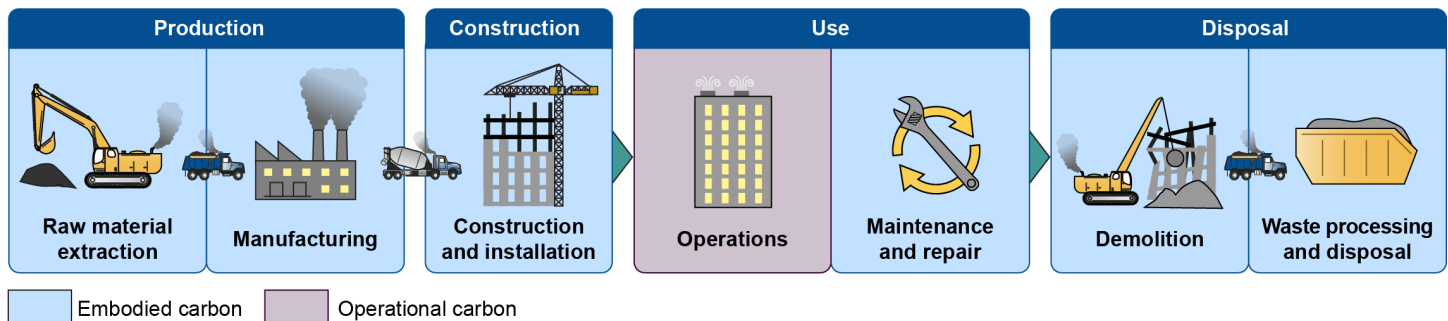 Production
Construction
Use
Disposal
Raw material
extraction
Manufacturing
Construction
and installation
Operations
Maintenance
and repair
Demolition
Waste processing
and disposal
Embodied carbon
Operational carbon